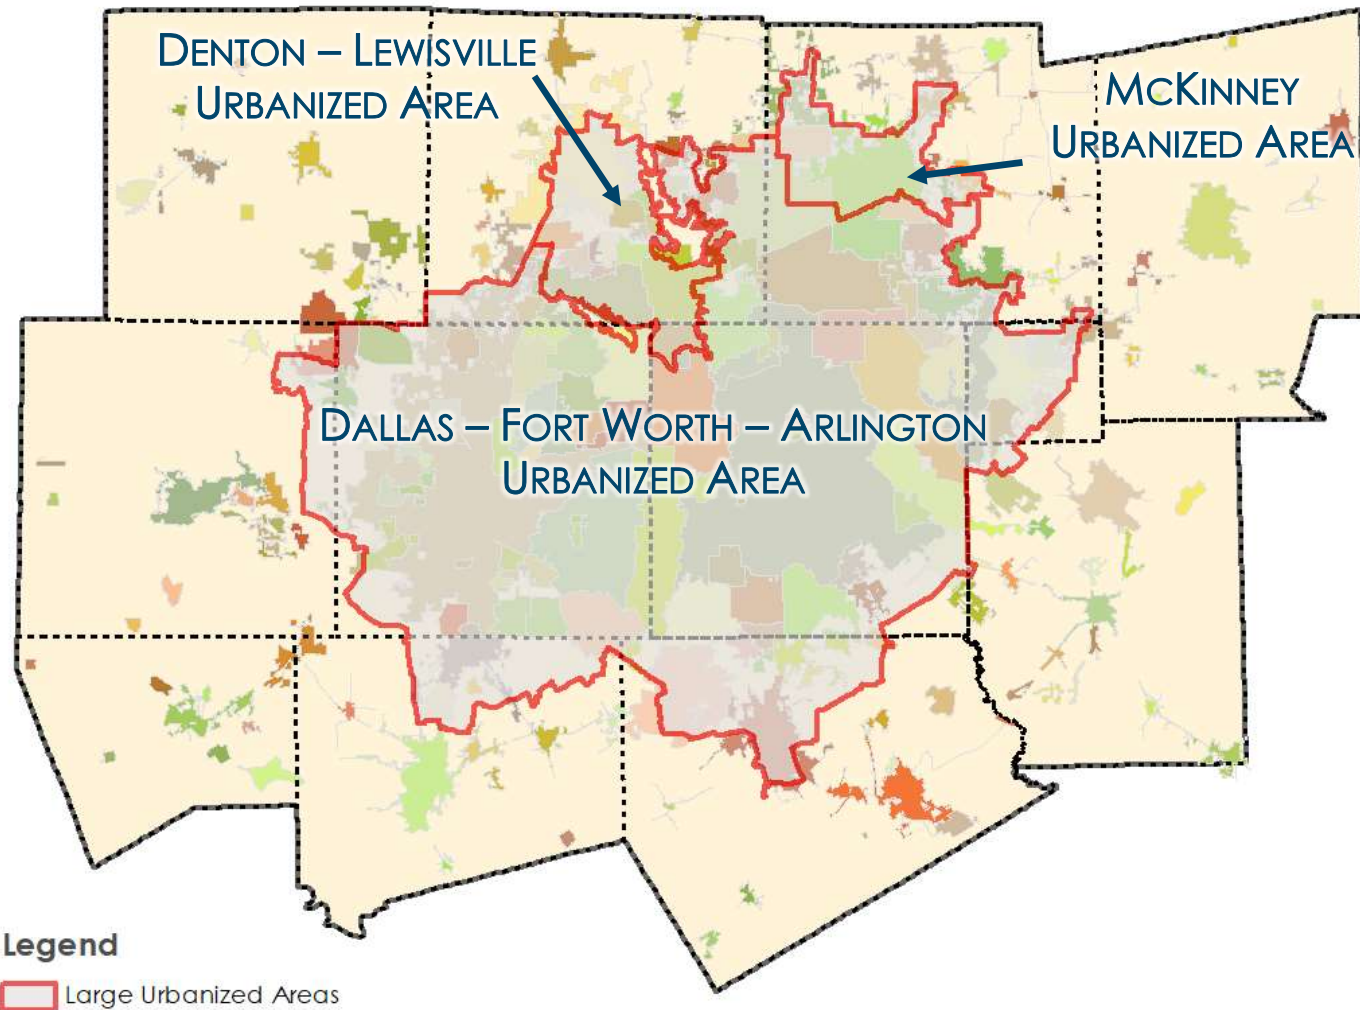 DENTON – LEWISVILLE
URBANIZED AREA
MCKINNEY
URBANIZED AREA
DALLAS – FORT WORTH – ARLINGTON
URBANIZED AREA
Legend
Large Urbanized Areas